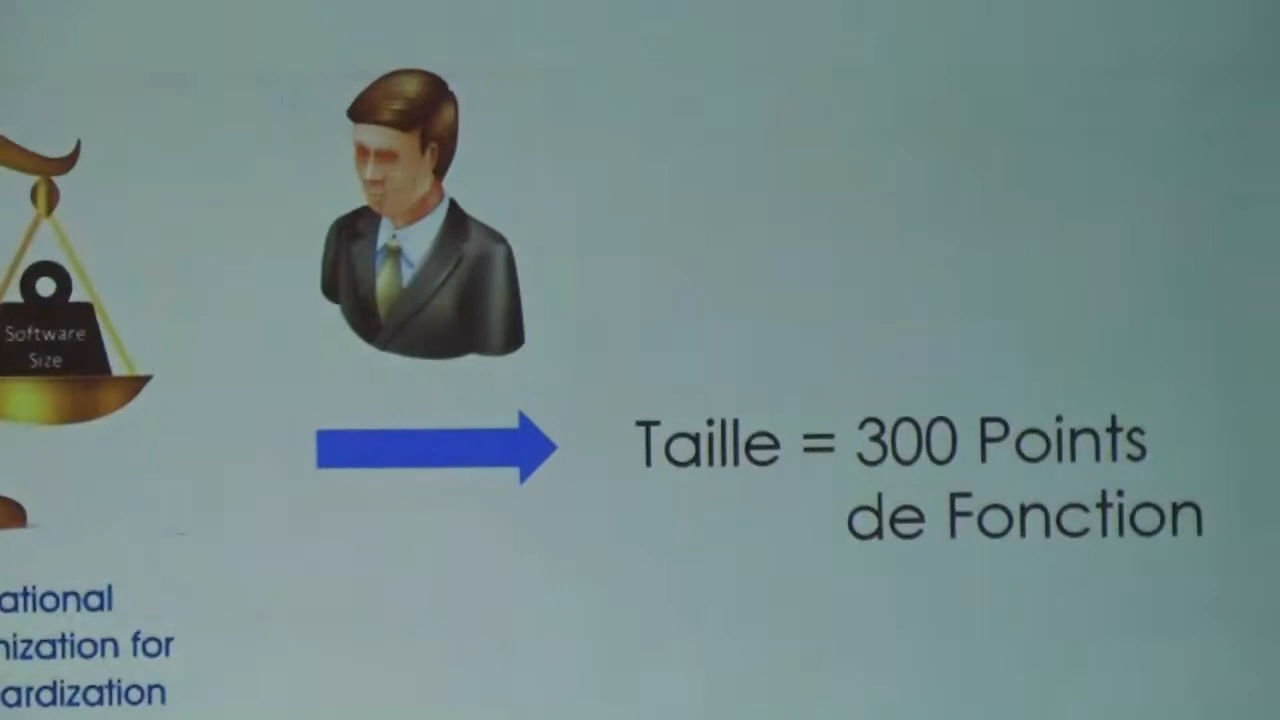 Software
Size
Taille = 300 Points
de Fonction
ational
nization for
ardization